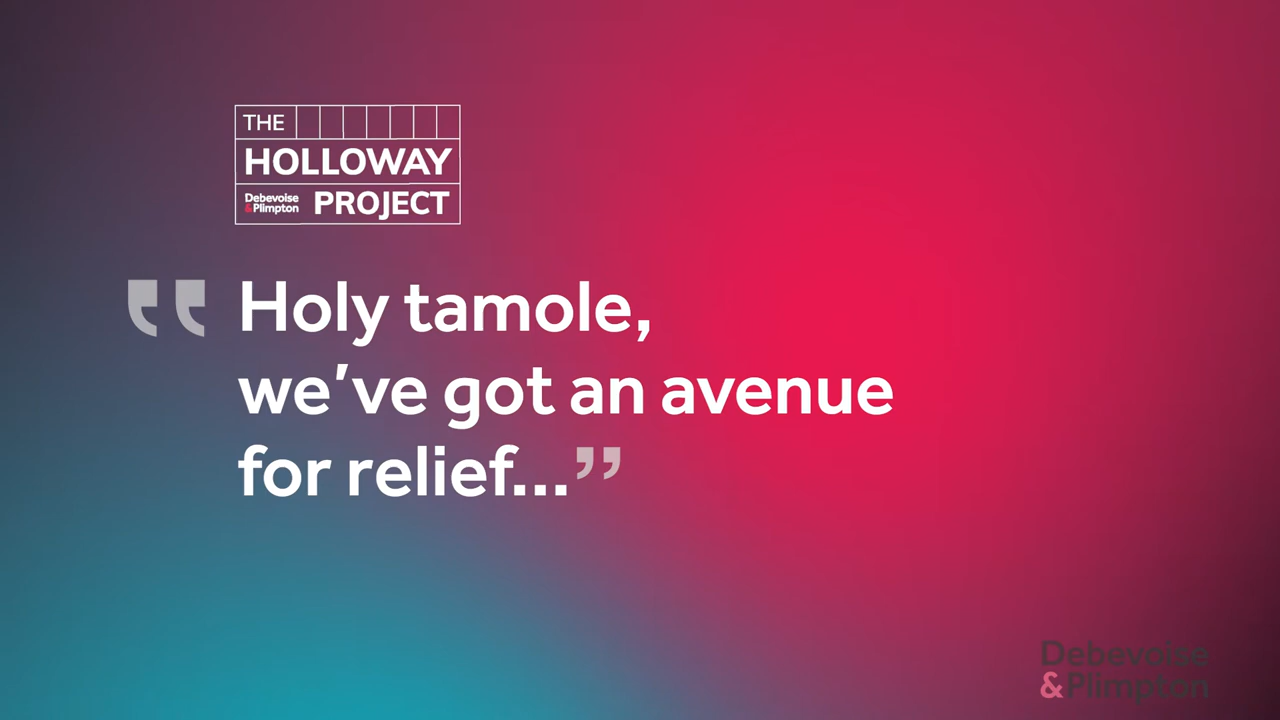 THE
HOLLOWAY
Debevoise
&Plimpton
PROJECT
“Holy tamole,
we’ve got an avenue
for relief...”
Debevoise
&Plimpton